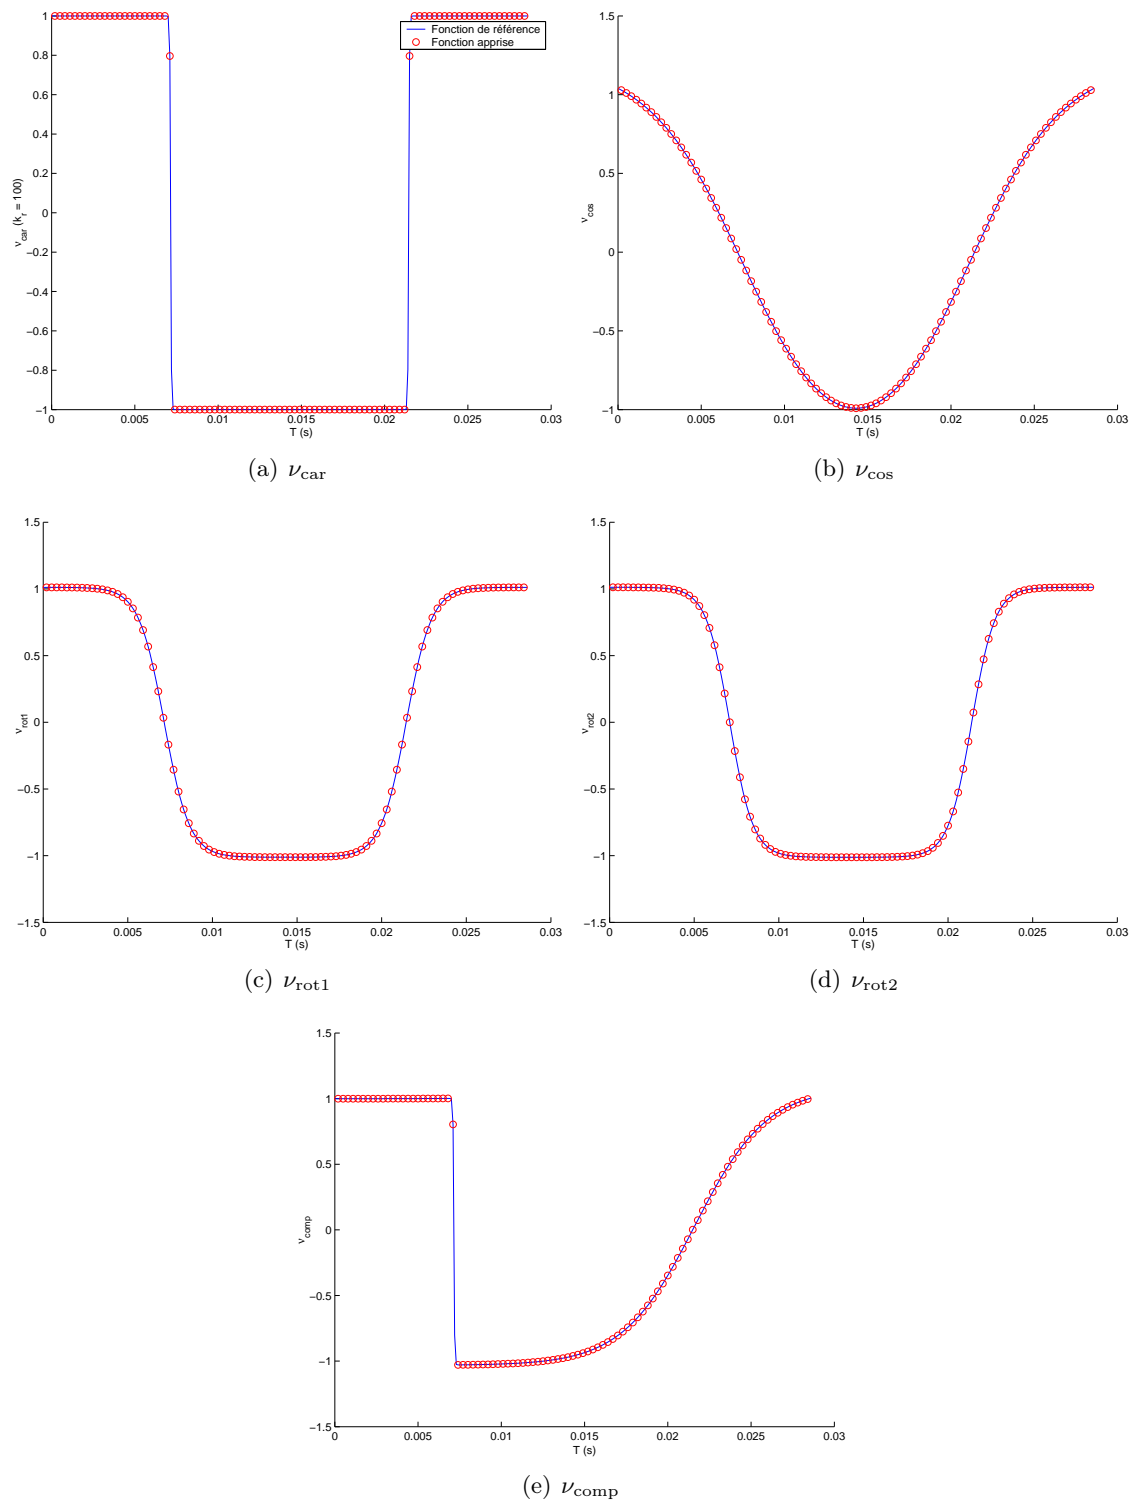 1
0.8
0.6
0.4
0.2
0
−0.2
−0.4
−0.6
−0.8
−1
0 0.005 0.01 0.015 0.02 0.025 0.03
T (s)
ν_car (k_r = 100)
Fonction de référence
Fonction apprise
(a) ν_car
1.5
1
0.5
0
−0.5
−1
0 0.005 0.01 0.015 0.02 0.025 0.03
T (s)
ν_cos
(b) ν_cos
1.5
1
0.5
0
−0.5
−1
−1.5
0 0.005 0.01 0.015 0.02 0.025 0.03
T (s)
ν_rot1
(c) ν_rot1
1.5
1
0.5
0
−0.5
−1
−1.5
0 0.005 0.01 0.015 0.02 0.025 0.03
T (s)
ν_rot2
(d) ν_rot2
1.5
1
0.5
0
−0.5
−1
−1.5
0 0.005 0.01 0.015 0.02 0.025 0.03
T (s)
ν_comp
(e) ν_comp